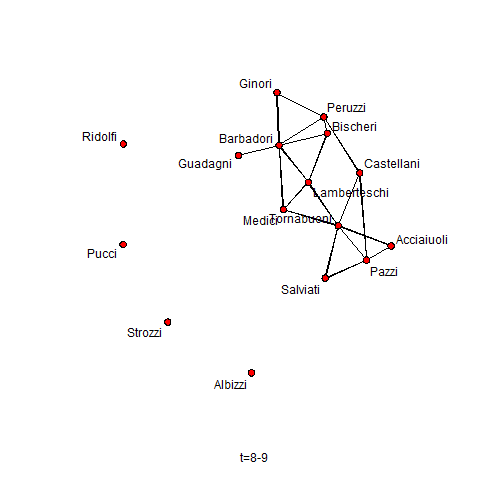 Ginori
Peruzzi
Bischeri
Ridolfi
Barbadori
Guadagni
Castellani
Lamberteschi
Medici
Tornabuoni
Acciaiuoli
Pucci
Pazzi
Salviati
Strozzi
Albizzi
t=8-9